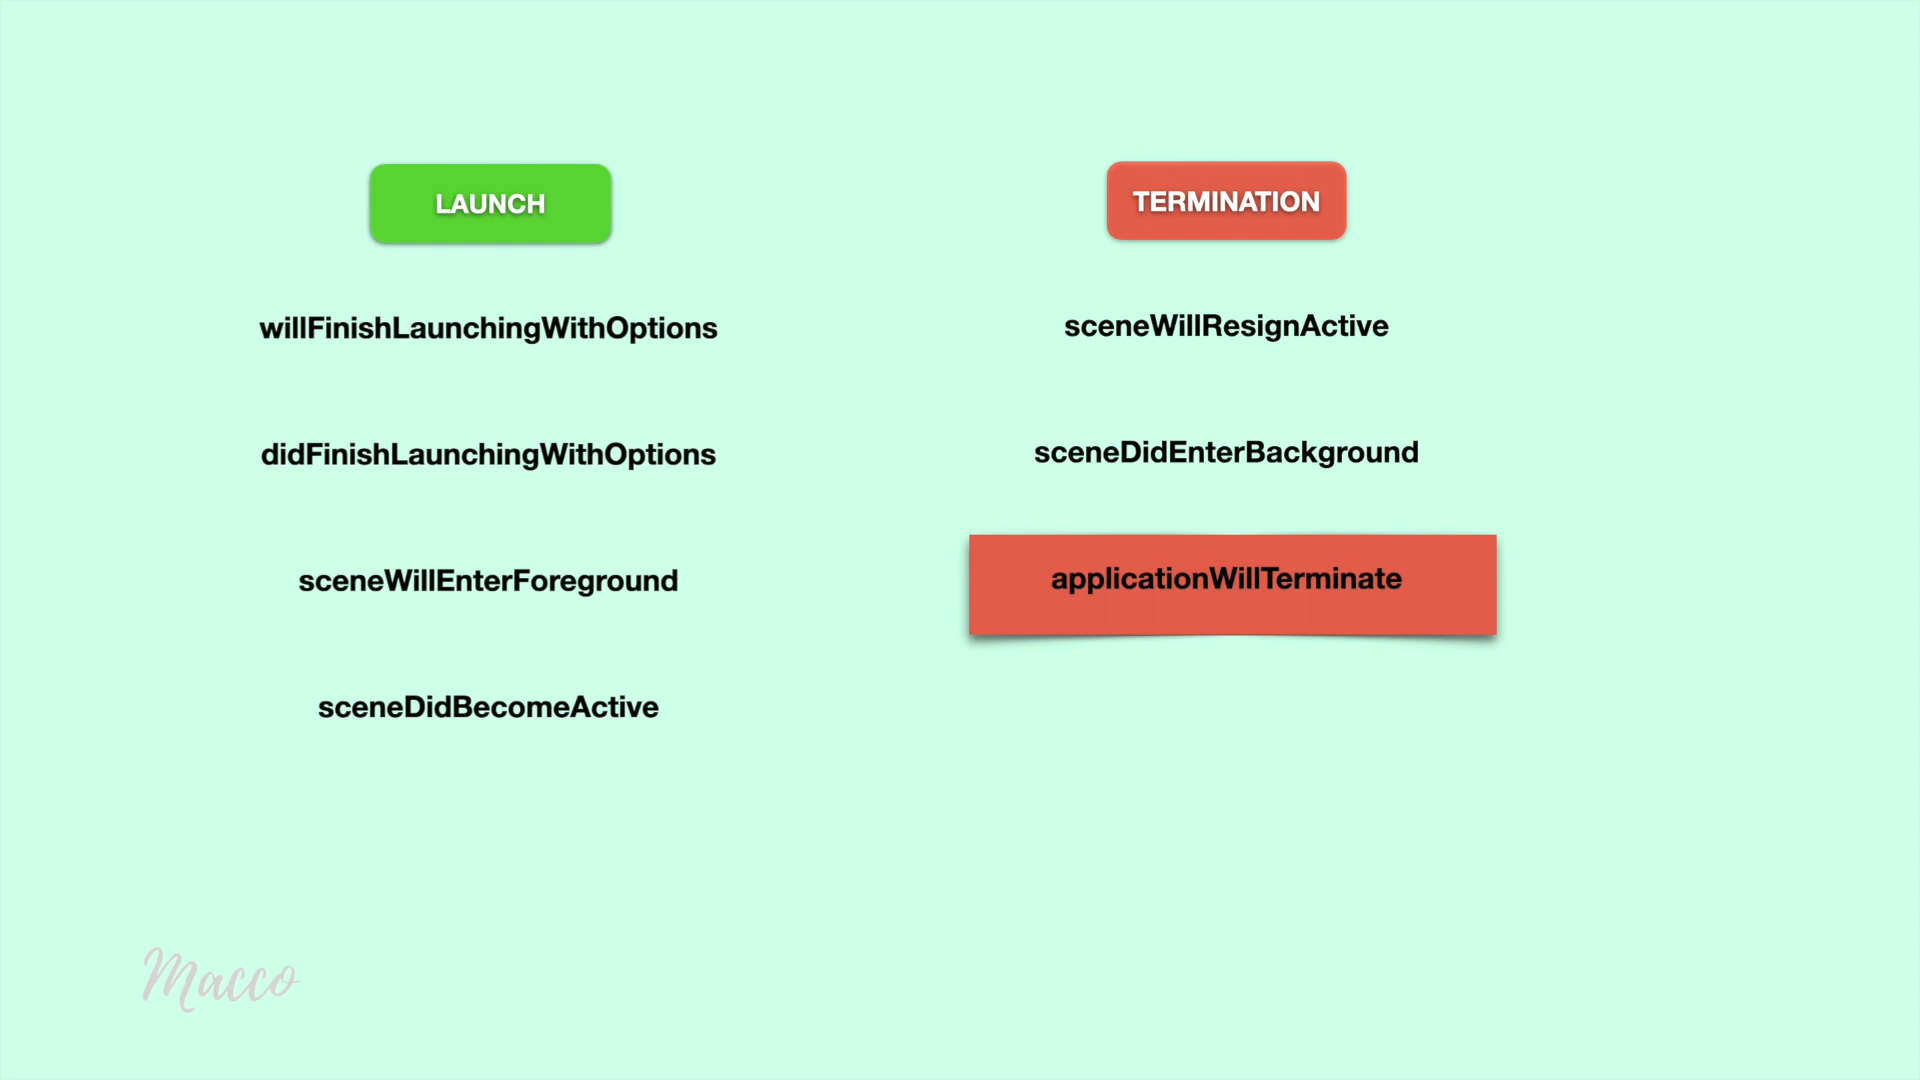 LAUNCH
willFinishLaunchingWithOptions
didFinishLaunchingWithOptions
sceneWillEnterForeground
sceneDidBecomeActive
TERMINATION
sceneWillResignActive
sceneDidEnterBackground
applicationWillTerminate
Macco